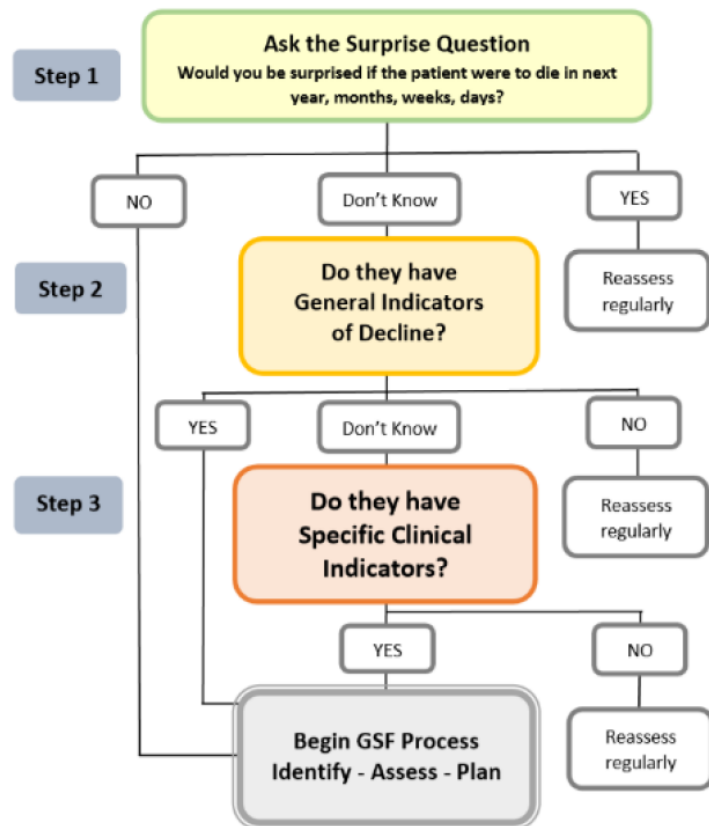 Step 1
Ask the Surprise Question
Would you be surprised if the patient were to die in next
year, months, weeks, days?
NO
Don't Know
YES
Step 2
Do they have
General Indicators
of Decline?
Reassess
regularly
YES
Don't Know
NO
Step 3
Do they have
Specific Clinical
Indicators?
Reassess
regularly
YES
NO
Begin GSF Process
Identify - Assess - Plan
Reassess
regularly